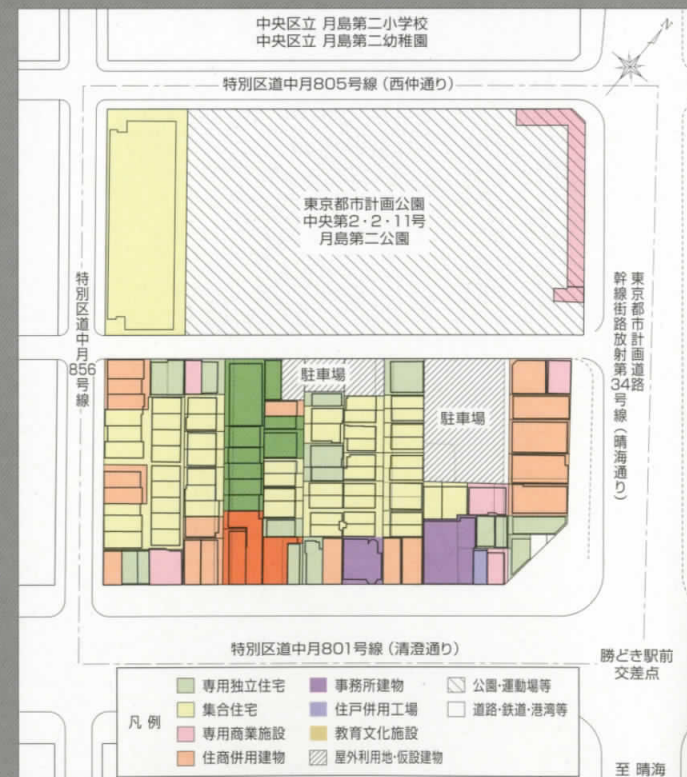 中央区立 月島第二小学校
中央区立 月島第二幼稚園
N
特別区道中月805号線(西仲通り)
東京都市計画公園
中央第2・2・11号
月島第二公園
特別区道中月856号線
東京都市計画道路
幹線街路放射第34号線(晴海通り)
駐車場
駐車場
特別区道中月801号線(清澄通り)
勝どき駅前
交差点
凡例
専用独立住宅
集合住宅
専用商業施設
住商併用建物
事務所建物
住戸併用工場
教育文化施設
屋外利用地・仮設建物
公園・運動場等
道路・鉄道・港湾等
至 晴海